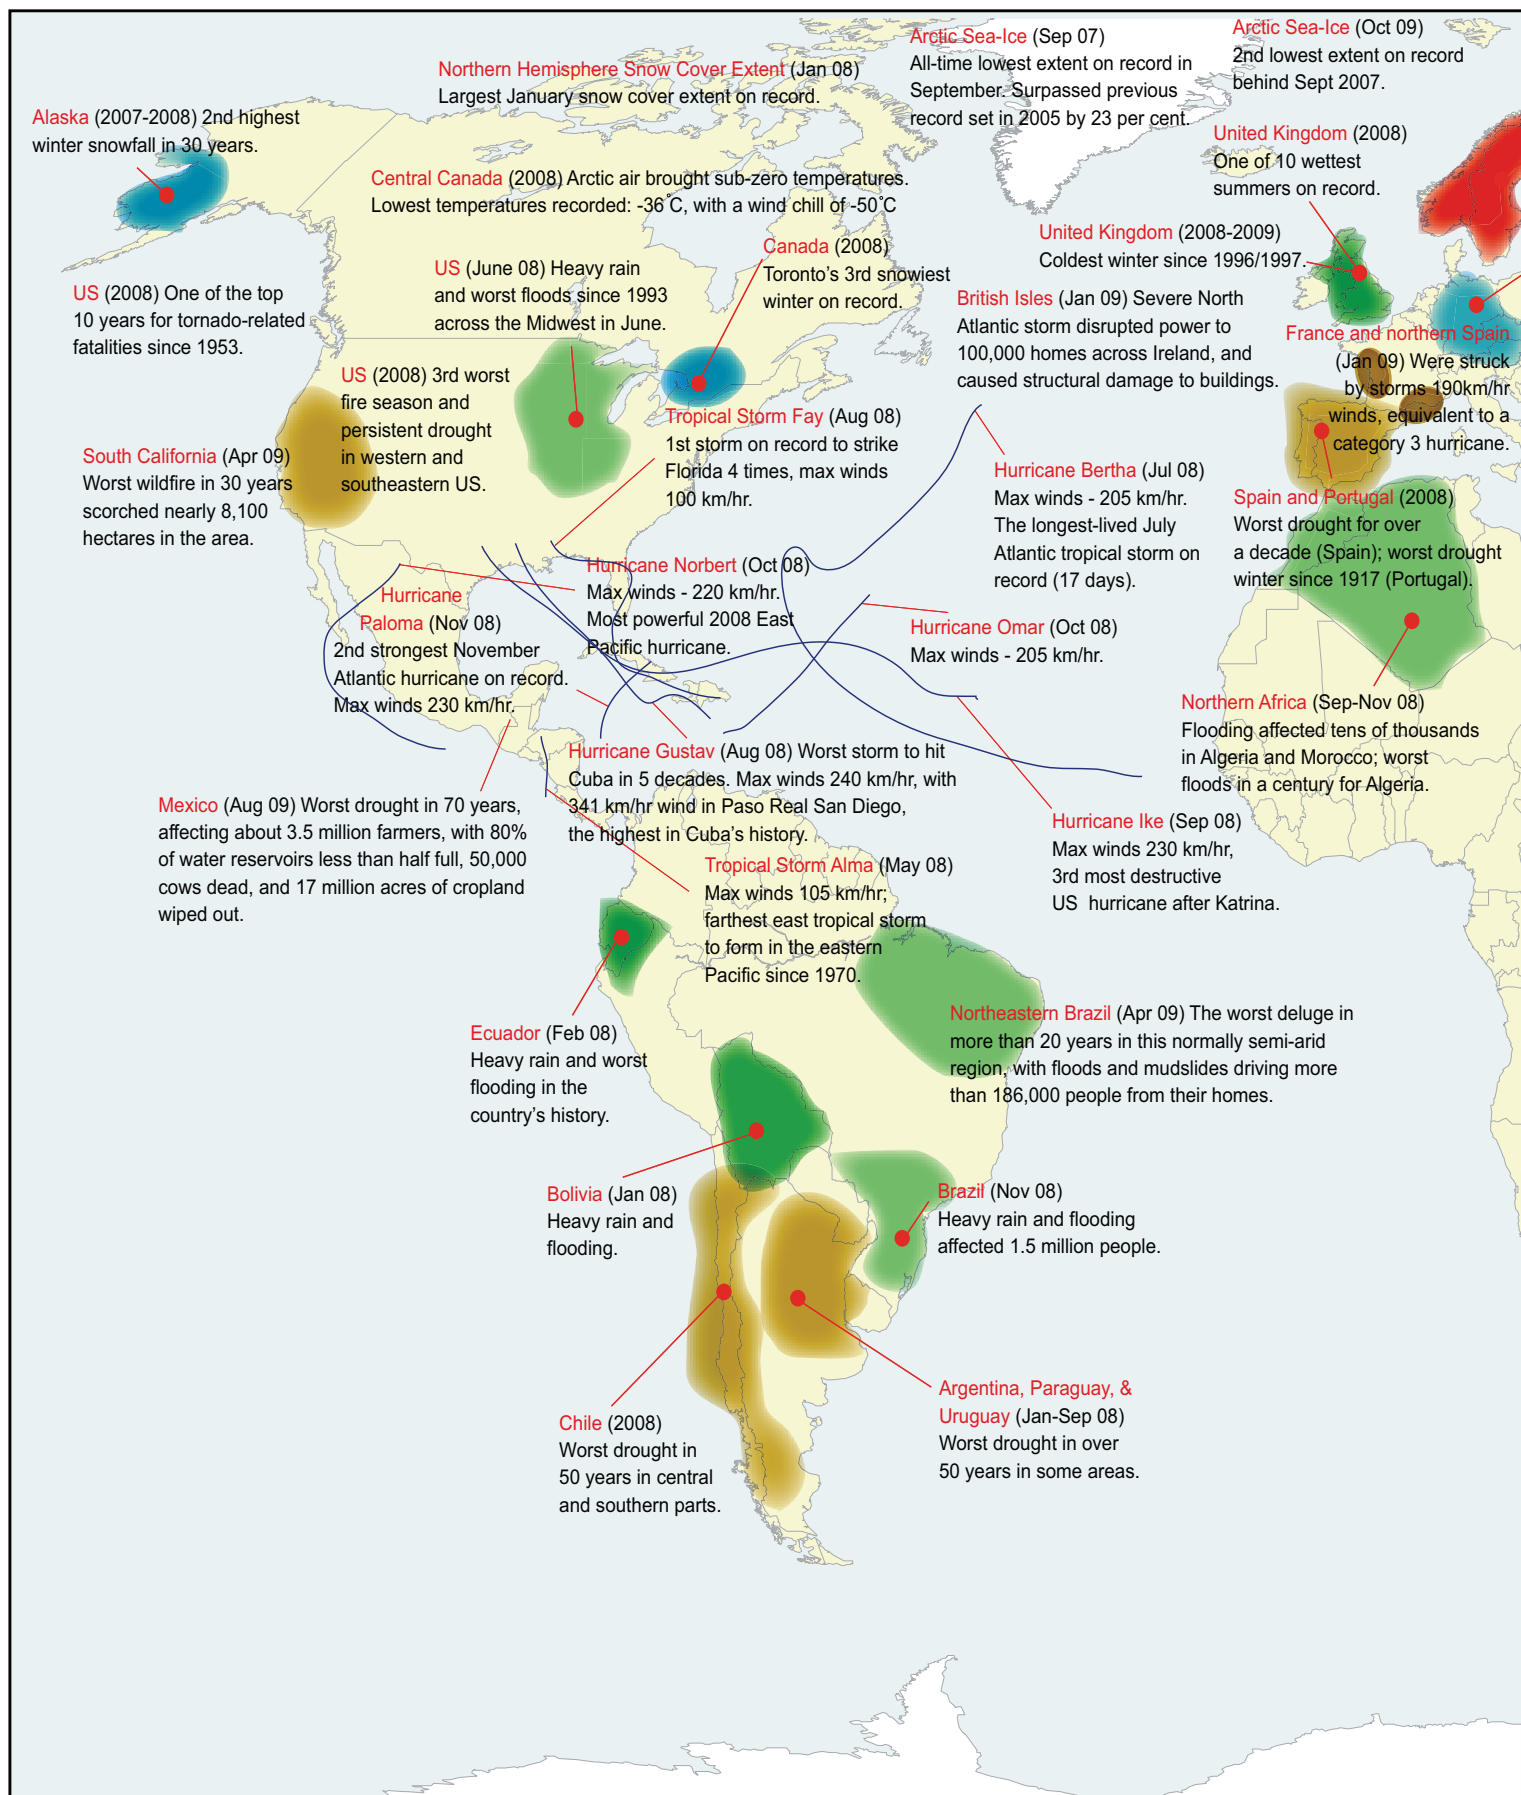 Arctic Sea-Ice (Oct 09)
2nd lowest extent on record
behind Sept 2007.
Arctic Sea-Ice (Sep 07)
All-time lowest extent on record in
September. Surpassed previous
record set in 2005 by 23 per cent.
Northern Hemisphere Snow Cover Extent (Jan 08)
Largest January snow cover extent on record.
Alaska (2007-2008) 2nd highest
winter snowfall in 30 years.
United Kingdom (2008)
One of 10 wettest
summers on record.
Central Canada (2008) Arctic air brought sub-zero temperatures.
Lowest temperatures recorded: -36°C, with a wind chill of -50°C
United Kingdom (2008-2009)
Coldest winter since 1996/1997.
Canada (2008)
Toronto's 3rd snowiest
winter on record.
US (June 08) Heavy rain
and worst floods since 1993
across the Midwest in June.
US (2008) One of the top
10 years for tornado-related
fatalities since 1953.
British Isles (Jan 09) Severe North
Atlantic storm disrupted power to
100,000 homes across Ireland, and
caused structural damage to buildings.
France and northern Spain
(Jan 09) Were struck
by storms 190km/hr
winds, equivalent to a
category 3 hurricane.
US (2008) 3rd worst
fire season and
persistent drought
in western and
southeastern US.
Tropical Storm Fay (Aug 08)
1st storm on record to strike
Florida 4 times, max winds
100 km/hr.
South California (Apr 09)
Worst wildfire in 30 years
scorched nearly 8,100
hectares in the area.
Hurricane Bertha (Jul 08)
Max winds - 205 km/hr.
The longest-lived July
Atlantic tropical storm on
record (17 days).
Spain and Portugal (2008)
Worst drought for over
a decade (Spain); worst drought
winter since 1917 (Portugal).
Hurricane Norbert (Oct 08)
Max winds - 220 km/hr.
Most powerful 2008 East
Pacific hurricane.
Hurricane
Paloma (Nov 08)
2nd strongest November
Atlantic hurricane on record.
Max winds 230 km/hr.
Hurricane Omar (Oct 08)
Max winds - 205 km/hr.
Northern Africa (Sep-Nov 08)
Flooding affected tens of thousands
in Algeria and Morocco; worst
floods in a century for Algeria.
Hurricane Gustav (Aug 08) Worst storm to hit
Cuba in 5 decades. Max winds 240 km/hr, with
341 km/hr wind in Paso Real San Diego,
the highest in Cuba's history.
Mexico (Aug 09) Worst drought in 70 years,
affecting about 3.5 million farmers, with 80%
of water reservoirs less than half full, 50,000
cows dead, and 17 million acres of cropland
wiped out.
Hurricane Ike (Sep 08)
Max winds 230 km/hr,
3rd most destructive
US hurricane after Katrina.
Tropical Storm Alma (May 08)
Max winds 105 km/hr;
farthest east tropical storm
to form in the eastern
Pacific since 1970.
Northeastern Brazil (Apr 09) The worst deluge in
more than 20 years in this normally semi-arid
region, with floods and mudslides driving more
than 186,000 people from their homes.
Ecuador (Feb 08)
Heavy rain and worst
flooding in the
country's history.
Bolivia (Jan 08)
Heavy rain and
flooding.
Brazil (Nov 08)
Heavy rain and flooding
affected 1.5 million people.
Argentina, Paraguay, &
Uruguay (Jan-Sep 08)
Worst drought in over
50 years in some areas.
Chile (2008)
Worst drought in
50 years in central
and southern parts.